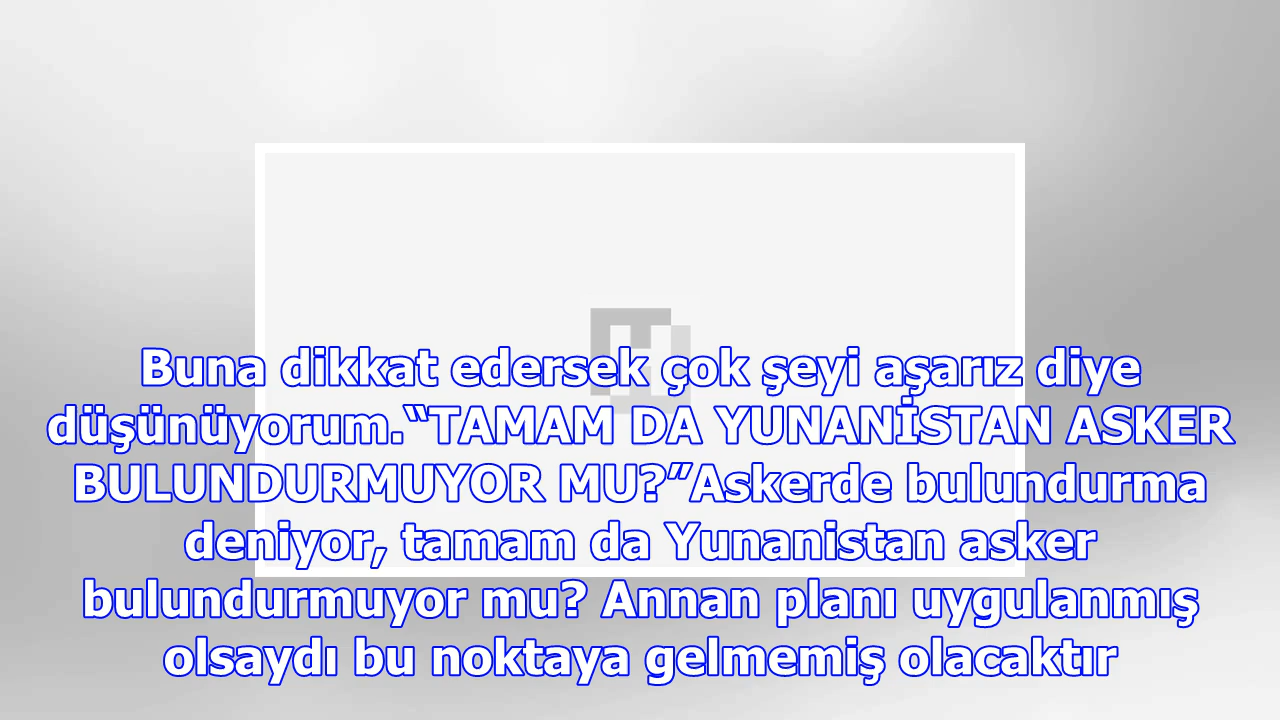 Buna dikkat edersek çok şeyi aşarız diye
düşünüyorum.“TAMAM DA YUNANİSTAN ASKER
BULUNDURMUYOR MU?”Askerde bulundurma
deniyor, tamam da Yunanistan asker
bulundurmuyor mu? Annan planı uygulanmış
olsaydı bu noktaya gelmemiş olacaktır